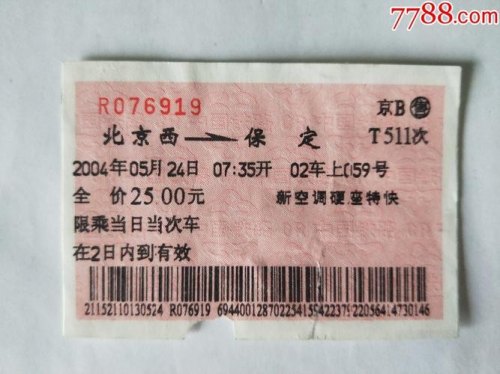 7788.com
R076919 京B 售
北京西→保定 T511次
2004年05月24日 07:35开 02车上059号
全价25.00元 新空调硬座特快
限乘当日当次车
在2日内到有效
21152110130524 R076919 6944001287022541594223792205641473014​6